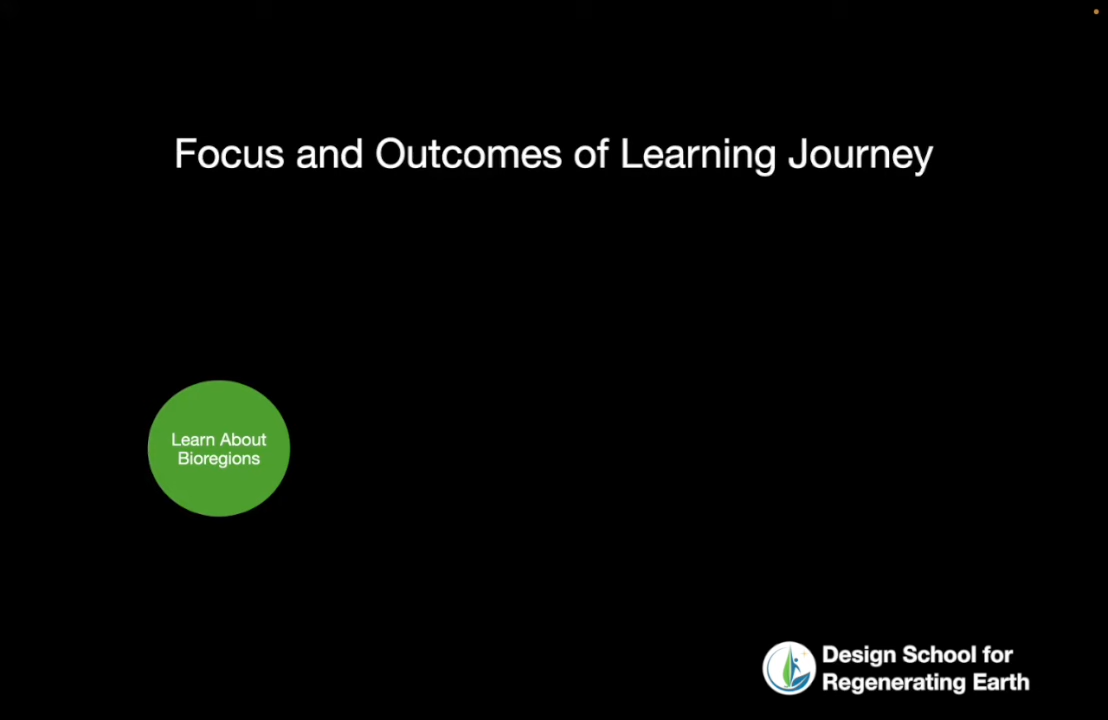 Focus and Outcomes of Learning Journey
Learn About
Bioregions
Design School for
Regenerating Earth